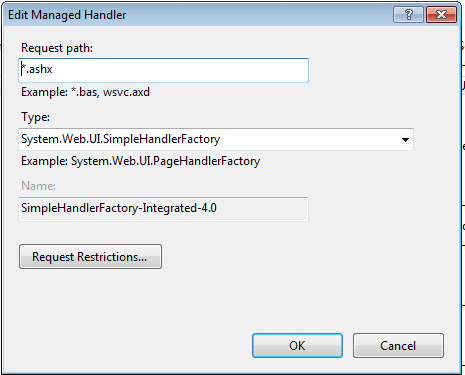 Edit Managed Handler
Request path:
*.ashx
Example: *.bas, wsvc.axd
Type:
System.Web.UI.SimpleHandlerFactory
Example: System.Web.UI.PageHandlerFactory
Name:
SimpleHandlerFactory-Integrated-4.0
Request Restrictions...
OK
Cancel